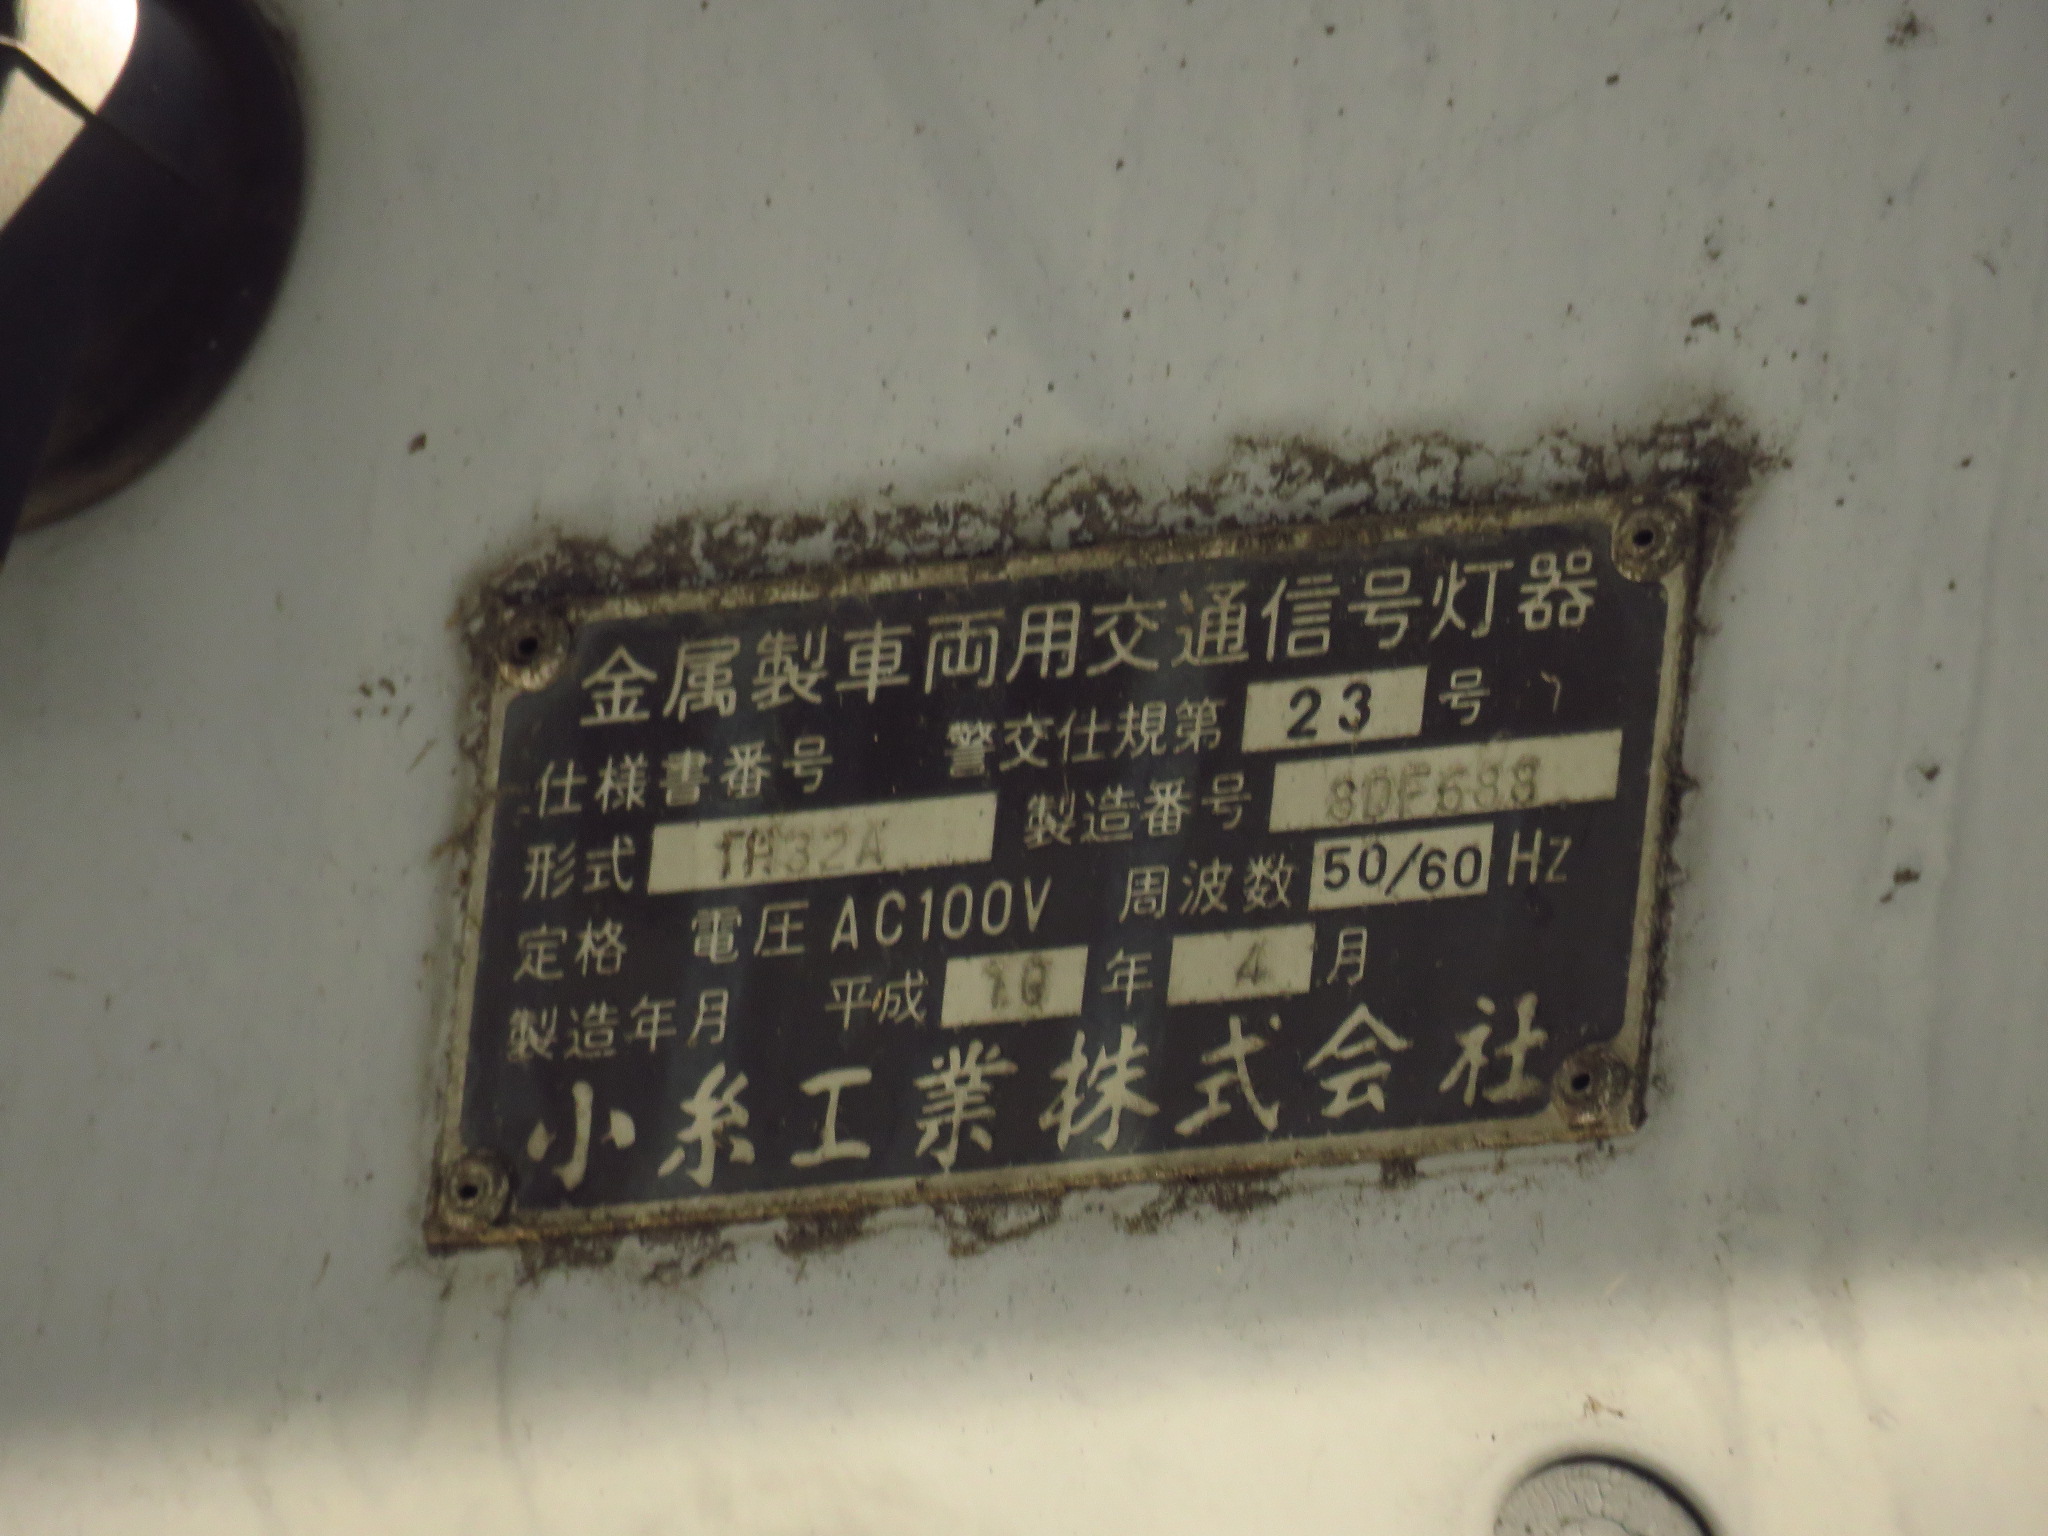 金属製車両用交通信号灯器
仕様書番号 警交仕規第 23 号
形式 TH32A 製造番号
定格 電圧 AC100V 周波数 50/60 Hz
製造年月 平成 10 年 4 月
小糸工業株式会社